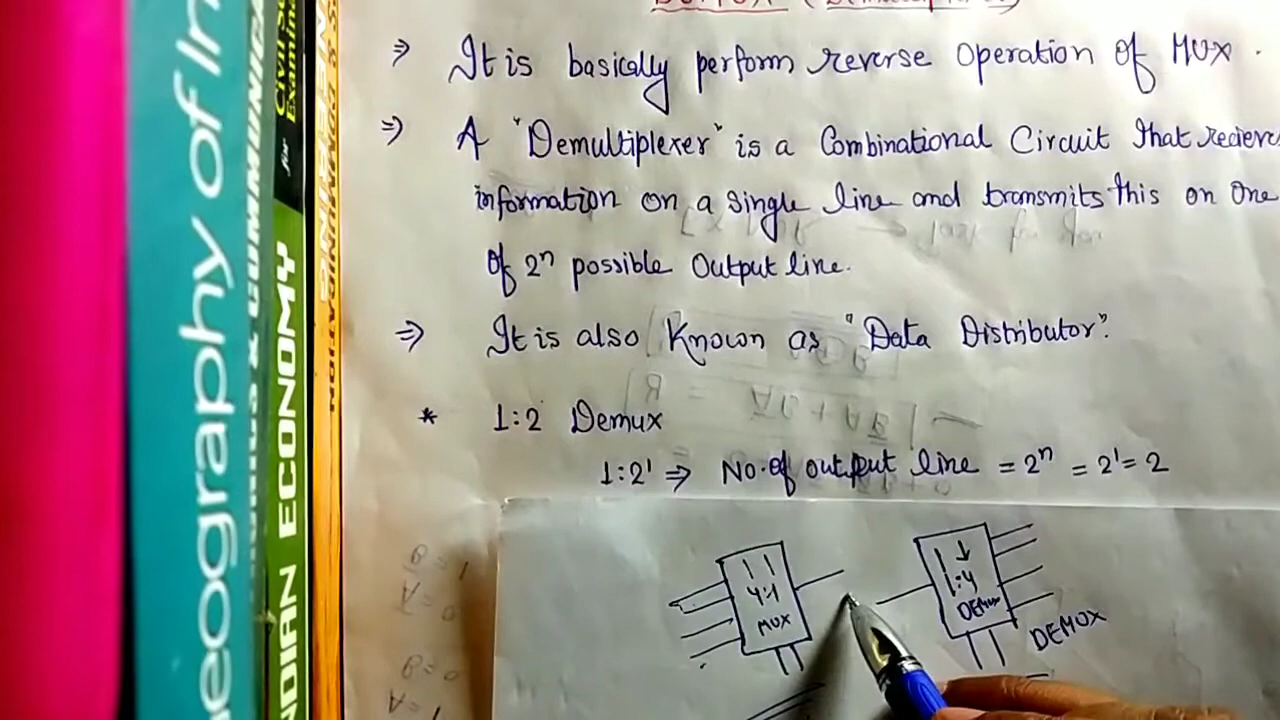 ⇒ It is basically perform reverse operation of MUX.
⇒ A "Demultiplexer" is a Combinational Circuit that
information on a single line and transmits this on one
of 2ⁿ possible Output line.
⇒ It is also Known as "Data Distributor".
* 1:2 Demux
1:2¹ ⇒ No. of output line = 2ⁿ = 2¹ = 2
4:1
MUX
1:4
DEMUX
DEMUX
eography of In
INDIAN ECONOMY
for